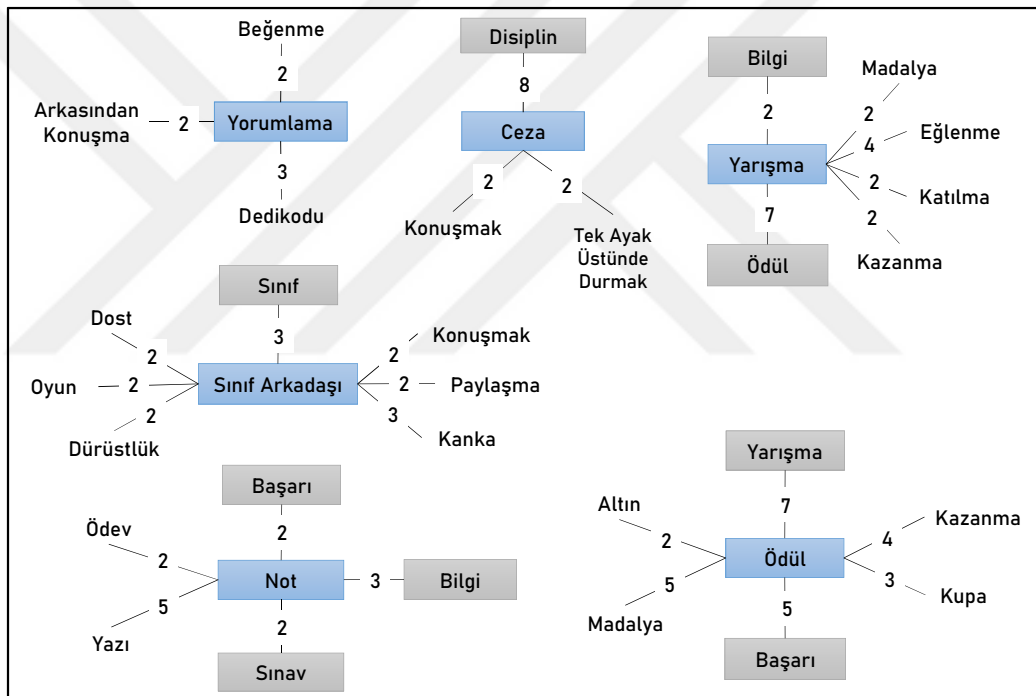 Beğenme
2
Arkasından
Konuşma
2
Yorumlama
3
Dedikodu
Disiplin
8
Ceza
2
2
Konuşmak
Tek Ayak
Üstünde
Durmak
Bilgi
2
Madalya
2
Eğlenme
4
Yarışma
2
Katılma
2
Kazanma
7
Ödül
Sınıf
3
Dost
2
Oyun
2
Dürüstlük
2
Sınıf Arkadaşı
Konuşmak
2
Paylaşma
2
Kanka
3
Başarı
2
Ödev
2
Not
3
Bilgi
Yazı
5
2
Sınav
Yarışma
7
Altın
2
Kazanma
4
Ödül
Madalya
5
Kupa
3
5
Başarı